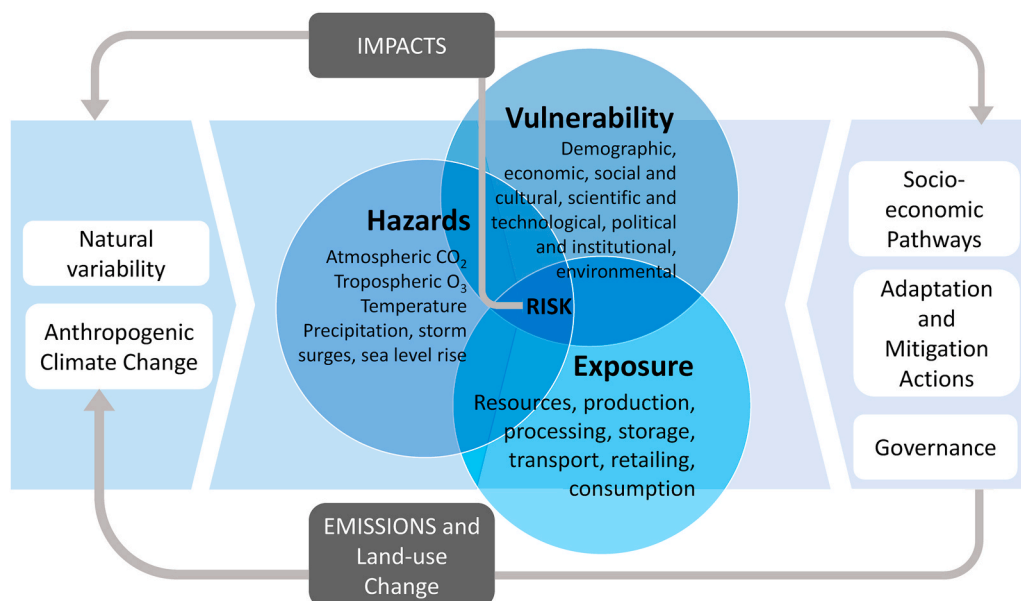 IMPACTS
Vulnerability
Demographic,
economic, social and
cultural, scientific and
technological, political
and institutional,
environmental
Hazards
Atmospheric CO₂
Tropospheric O₃
Temperature
Precipitation, storm
surges, sea level rise
RISK
Exposure
Resources, production,
processing, storage,
transport, retailing,
consumption
Natural
variability
Anthropogenic
Climate Change
Socio-
economic
Pathways
Adaptation
and
Mitigation
Actions
Governance
EMISSIONS and
Land-use
Change